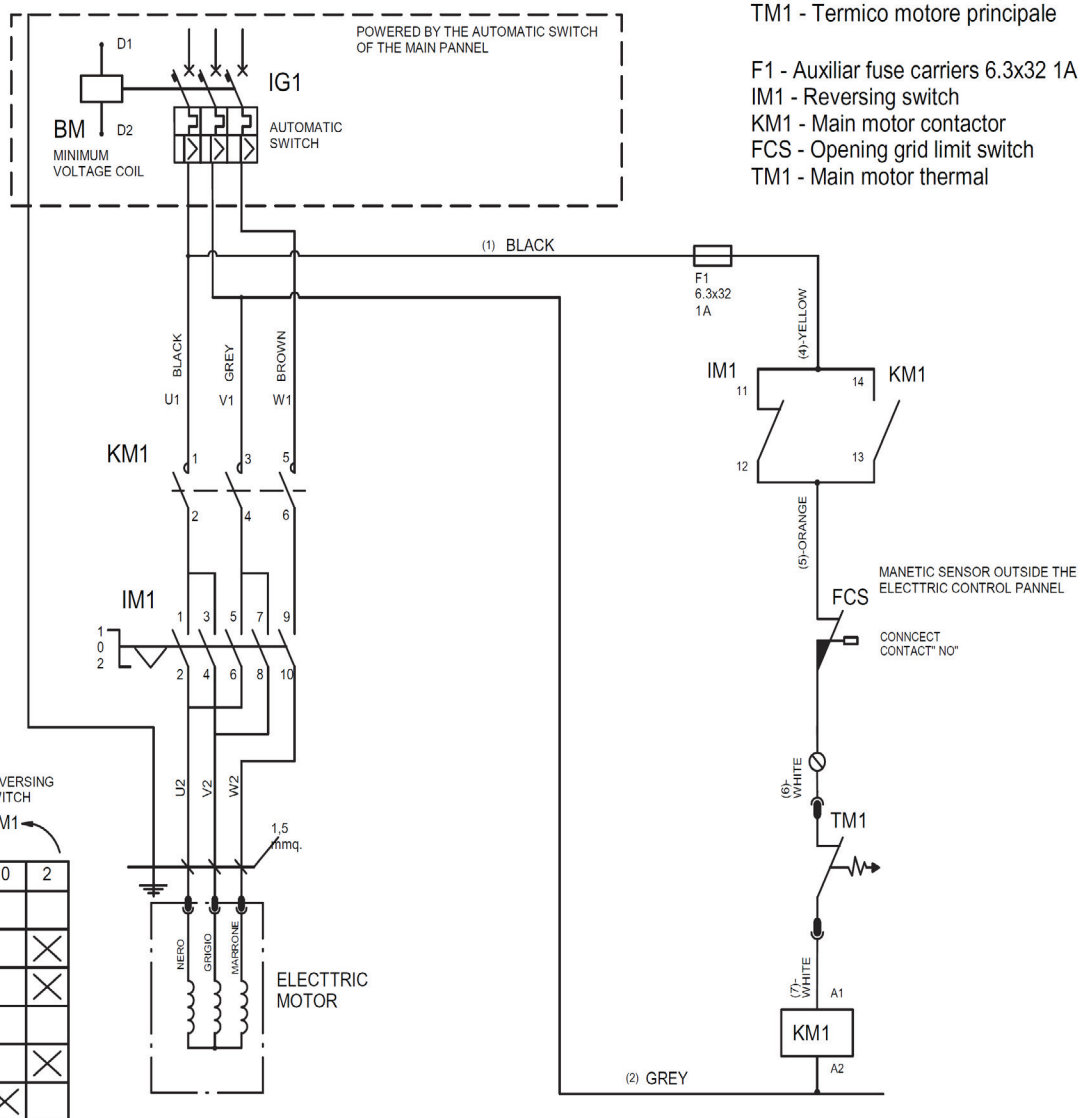 TM1 - Termico motore principale
F1 - Auxiliar fuse carriers 6.3x32 1A
IM1 - Reversing switch
KM1 - Main motor contactor
FCS - Opening grid limit switch
TM1 - Main motor thermal
POWERED BY THE AUTOMATIC SWITCH
OF THE MAIN PANNEL
D1
IG1
BM
D2
MINIMUM
VOLTAGE COIL
AUTOMATIC
SWITCH
(1) BLACK
F1
6.3x32
1A
(4)-YELLOW
BLACK
GREY
BROWN
U1
V1
W1
IM1
11
14
KM1
12
13
KM1
1
3
5
2
4
6
(5)-ORANGE
MANETIC SENSOR OUTSIDE THE
ELECTTRIC CONTROL PANNEL
FCS
CONNCECT
CONTACT" NO"
IM1
1
0
2
1
3
5
7
9
2
4
6
8
10
U2
V2
W2
(6)-
WHITE
TM1
VERSING
WITCH
M1
0
2
1,5
mmq.
NERO
GRIGIO
MARRONE
ELECTTRIC
MOTOR
(7)-
WHITE
A1
KM1
A2
(2) GREY